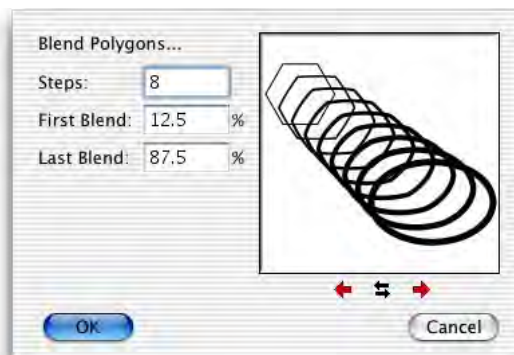 Blend Polygons...
Steps: 8
First Blend: 12.5 %
Last Blend: 87.5 %
OK
Cancel